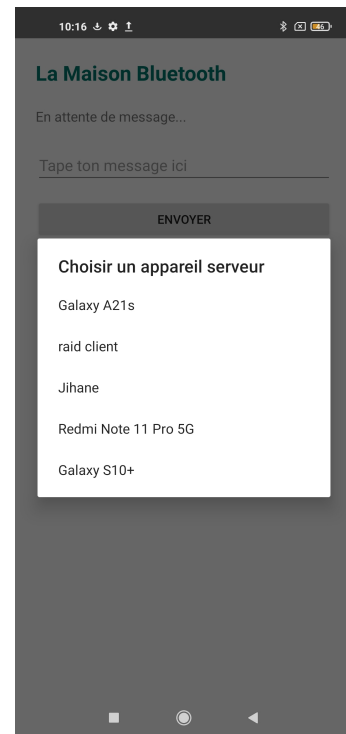 10:16
46
La Maison Bluetooth
En attente de message...
Tape ton message ici
ENVOYER
Choisir un appareil serveur
Galaxy A21s
raid client
Jihane
Redmi Note 11 Pro 5G
Galaxy S10+